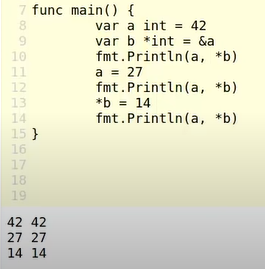 7 func main() {
8 var a int = 42
9 var b *int = &a
10 fmt.Println(a, *b)
11 a = 27
12 fmt.Println(a, *b)
13 *b = 14
14 fmt.Println(a, *b)
15 }
16
17
18
19
42 42
27 27
14 14